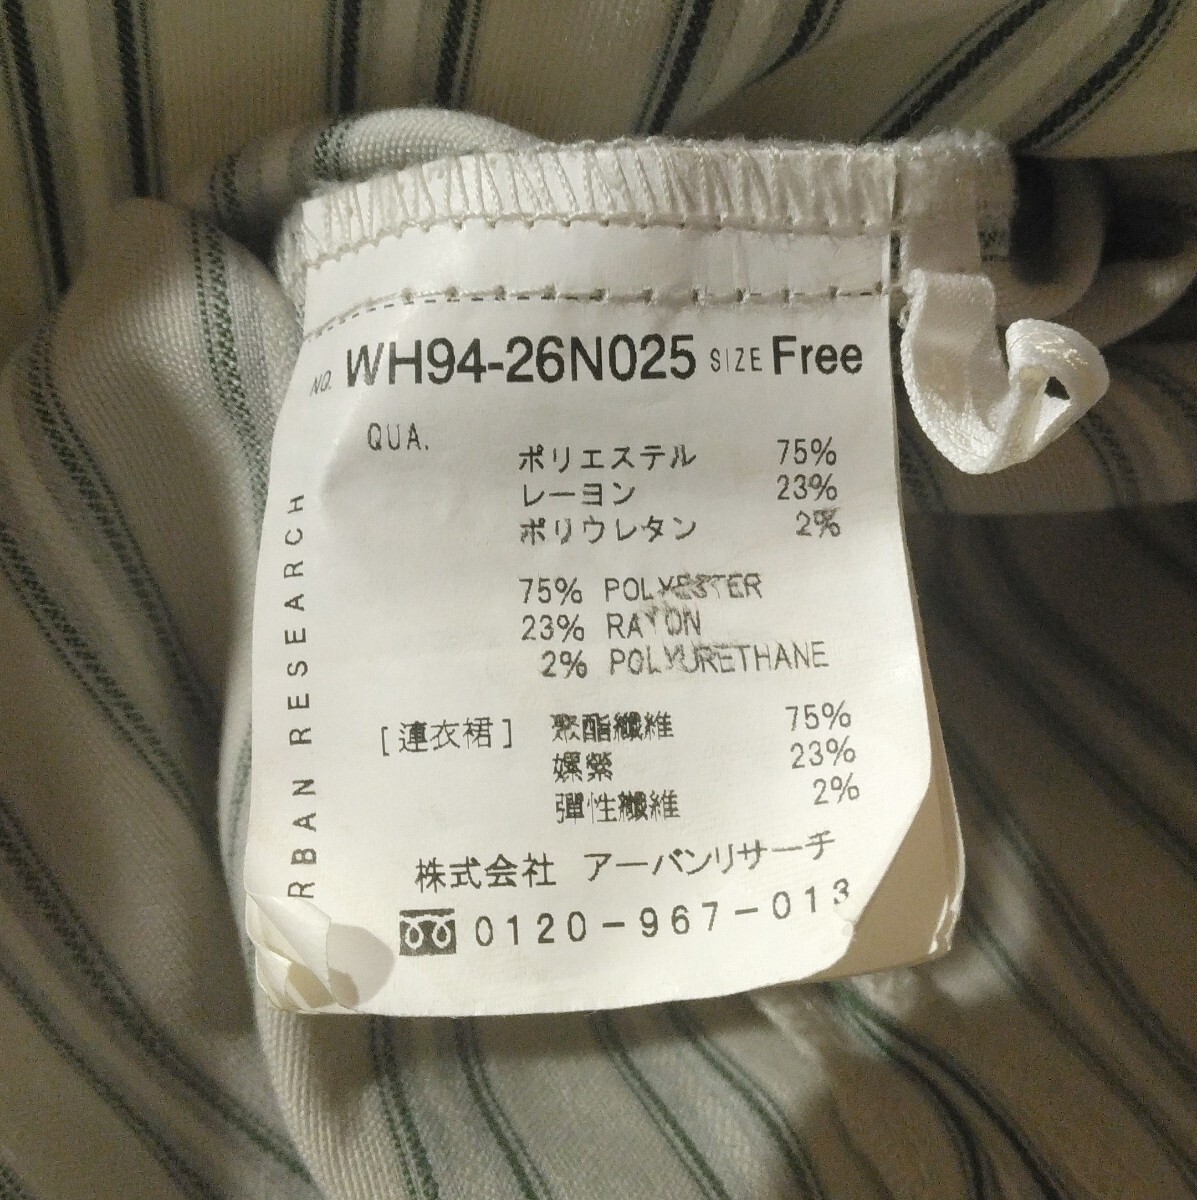 NO. WH94-26N025 SIZE Free
QUA.
ポリエステル 75%
レーヨン 23%
ポリウレタン 2%
75% POLYESTER
23% RAYON
2% POLYURETHANE
[連衣裙] 聚酯纖維 75%
嫘縈 23%
彈性纖維 2%
株式会社 アーバンリサーチ
0120-967-013
RBAN RESEARCH